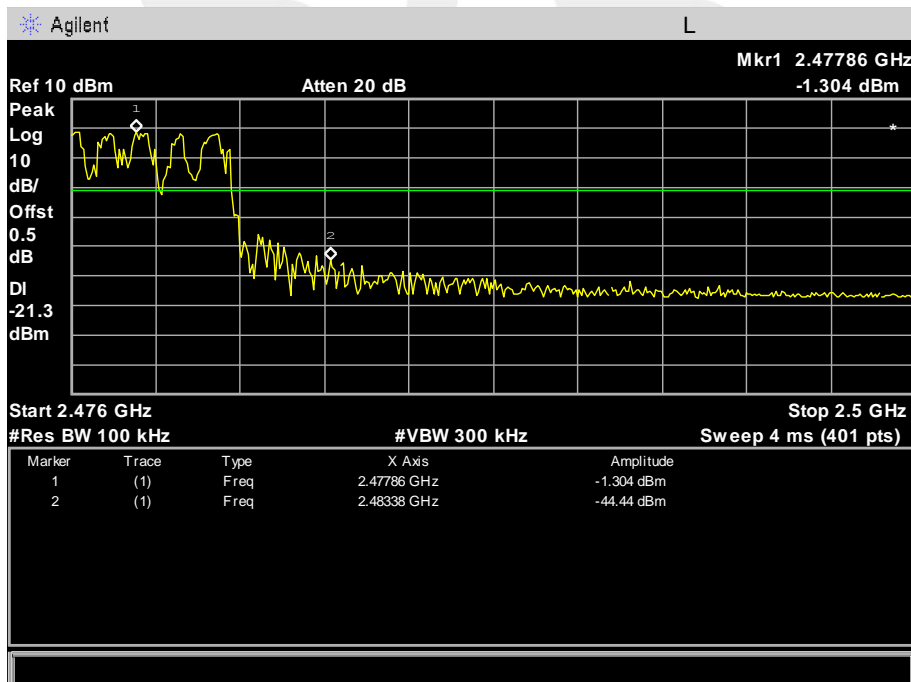 Agilent L
Mkr1 2.47786 GHz
Ref 10 dBm Atten 20 dB -1.304 dBm
Peak
Log
10
dB/
Offst
0.5
dB
DI
-21.3
dBm
1
*
2
Start 2.476 GHz Stop 2.5 GHz
#Res BW 100 kHz #VBW 300 kHz Sweep 4 ms (401 pts)
Marker Trace Type X Axis Amplitude
1 (1) Freq 2.47786 GHz -1.304 dBm
2 (1) Freq 2.48338 GHz -44.44 dBm